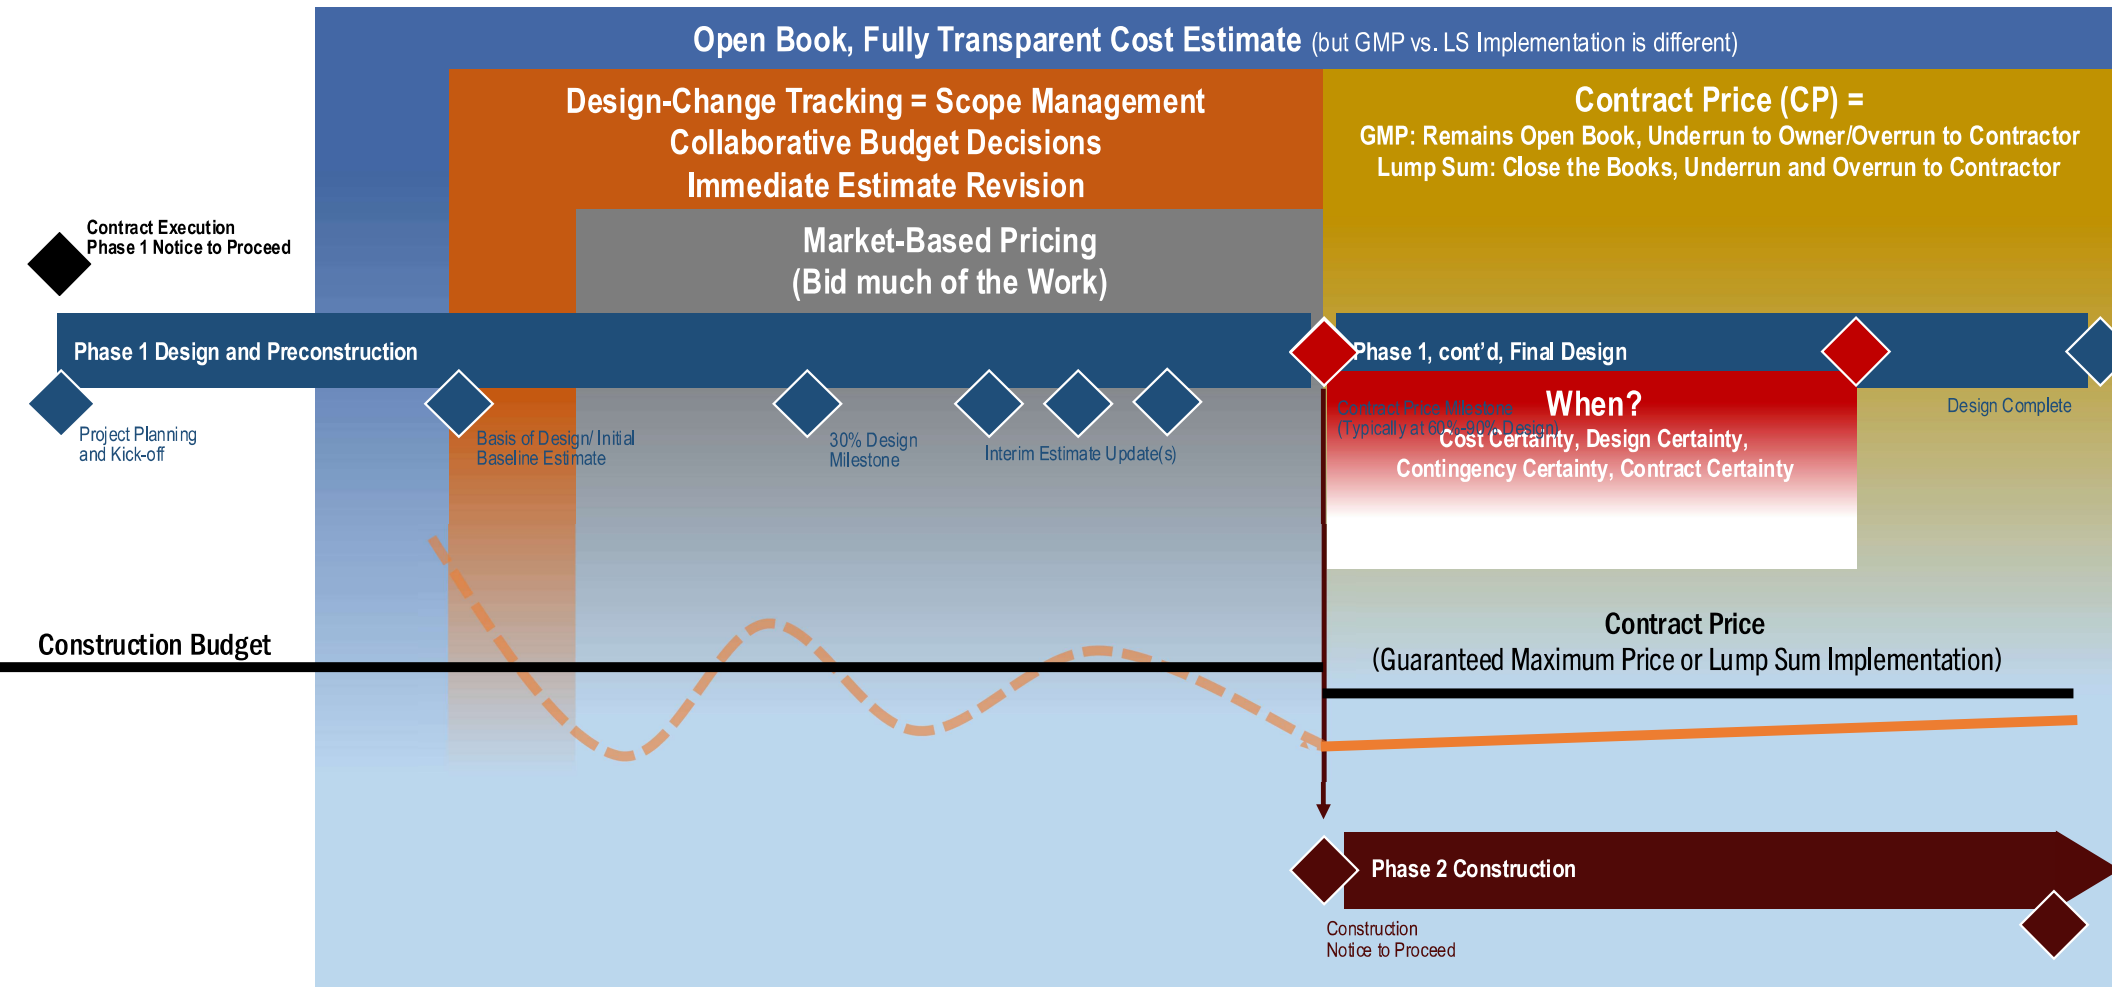 Open Book, Fully Transparent Cost Estimate (but GMP vs. LS Implementation is different)
Design-Change Tracking = Scope Management
Collaborative Budget Decisions
Immediate Estimate Revision
Contract Price (CP) =
GMP: Remains Open Book, Underrun to Owner/Overrun to Contractor
Lump Sum: Close the Books, Underrun and Overrun to Contractor
Market-Based Pricing
(Bid much of the Work)
Contract Execution
Phase 1 Notice to Proceed
Phase 1 Design and Preconstruction
Phase 1, cont'd, Final Design
Project Planning
and Kick-off
Basis of Design/ Initial
Baseline Estimate
30% Design
Milestone
Interim Estimate Update(s)
Contract Price Milestone
(Typically at 60%-90% Design)
When?
Cost Certainty, Design Certainty,
Contingency Certainty, Contract Certainty
Design Complete
Construction Budget
Contract Price
(Guaranteed Maximum Price or Lump Sum Implementation)
Phase 2 Construction
Construction
Notice to Proceed